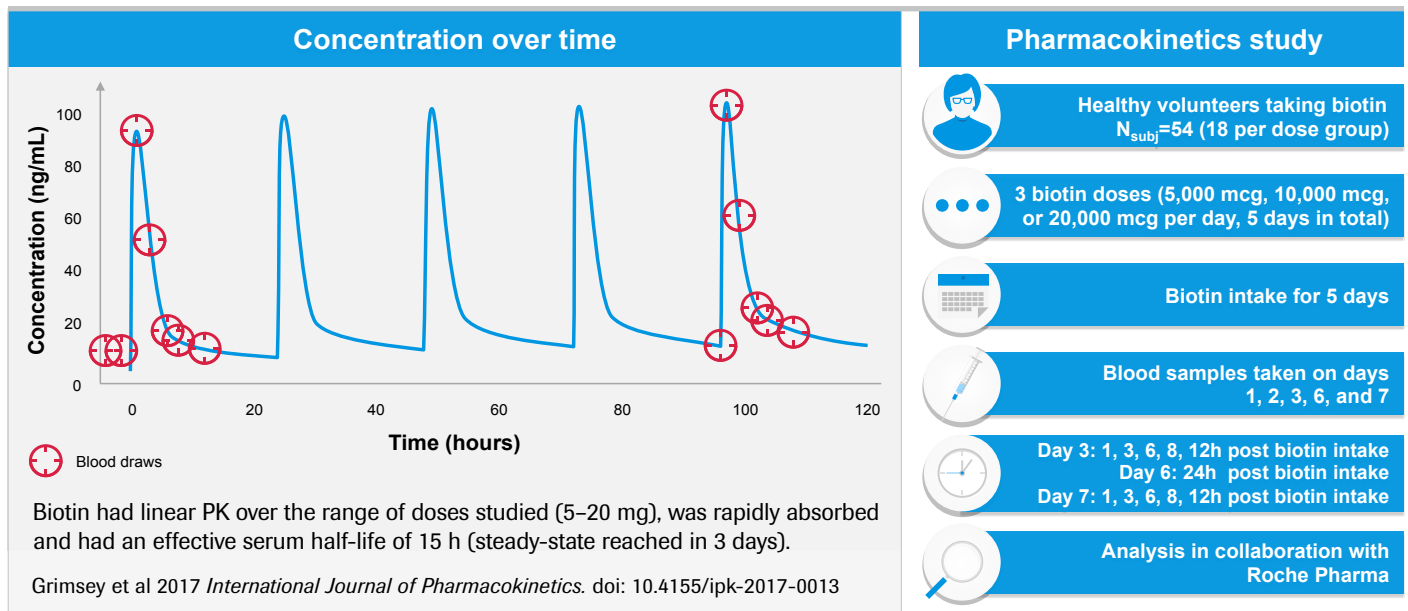 Concentration over time
Concentration (ng/mL)
100
80
60
40
20
0
0
20
40
60
80
100
120
Time (hours)
Blood draws
Biotin had linear PK over the range of doses studied (5–20 mg), was rapidly absorbed
and had an effective serum half-life of 15 h (steady-state reached in 3 days).
Grimsey et al 2017 International Journal of Pharmacokinetics. doi: 10.4155/ipk-2017-0013
Pharmacokinetics study
Healthy volunteers taking biotin
Nsubj=54 (18 per dose group)
3 biotin doses (5,000 mcg, 10,000 mcg,
or 20,000 mcg per day, 5 days in total)
Biotin intake for 5 days
Blood samples taken on days
1, 2, 3, 6, and 7
Day 3: 1, 3, 6, 8, 12h post biotin intake
Day 6: 24h post biotin intake
Day 7: 1, 3, 6, 8, 12h post biotin intake
Analysis in collaboration with
Roche Pharma